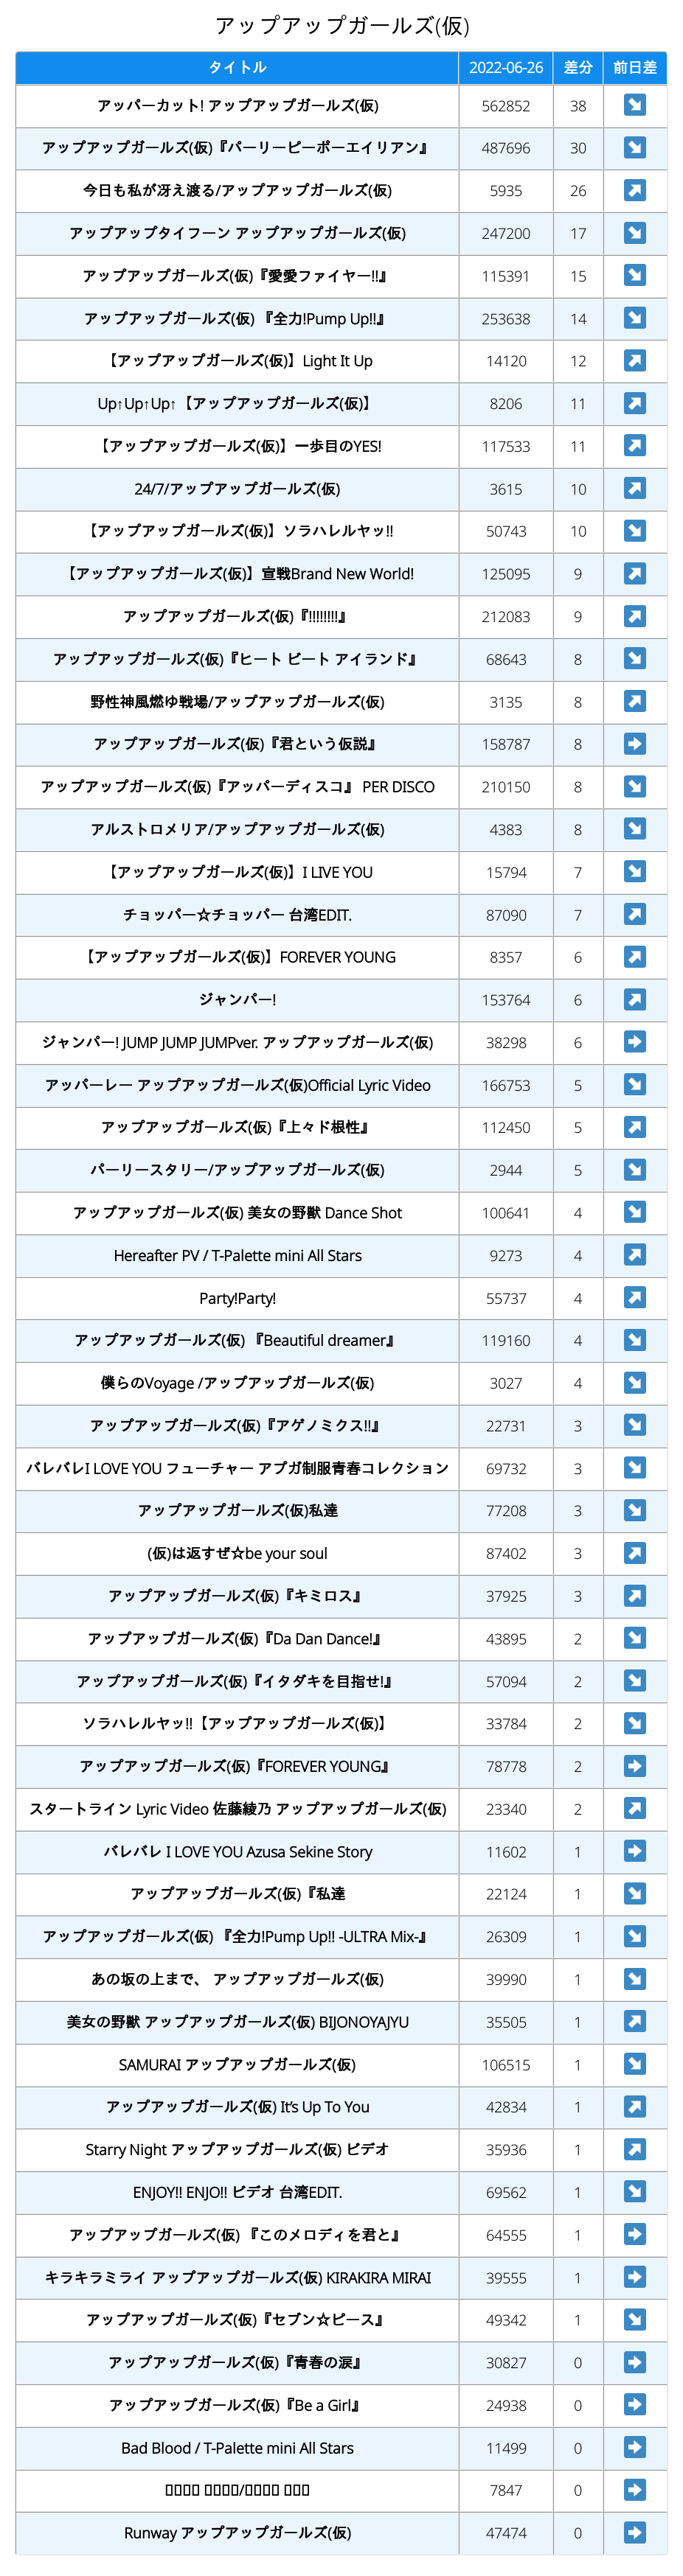 アップアップガールズ(仮)
タイトル 2022-06-26 差分 前日差
アッパーカット! アップアップガールズ(仮) 562852 38 ↘
アップアップガールズ(仮)『パーリーピーポーエイリアン』 487696 30 ↘
今日も私が冴え渡る/アップアップガールズ(仮) 5935 26 ↗
アップアップタイフーン アップアップガールズ(仮) 247200 17 ↘
アップアップガールズ(仮)『愛愛ファイヤー!!』 115391 15 ↘
アップアップガールズ(仮) 『全力!Pump Up!!』 253638 14 ↘
【アップアップガールズ(仮)】Light It Up 14120 12 ↗
Up↑Up↑Up↑【アップアップガールズ(仮)】 8206 11 ↗
【アップアップガールズ(仮)】一歩目のYES! 117533 11 ↗
24/7/アップアップガールズ(仮) 3615 10 ↗
【アップアップガールズ(仮)】ソラハレルヤッ!! 50743 10 ↘
【アップアップガールズ(仮)】宣戦Brand New World! 125095 9 ↗
アップアップガールズ(仮)『!!!!!!!!』 212083 9 ↗
アップアップガールズ(仮)『ヒート ビート アイランド』 68643 8 ↘
野性神風燃ゆ戦場/アップアップガールズ(仮) 3135 8 ↗
アップアップガールズ(仮)『君という仮説』 158787 8 ➡
アップアップガールズ(仮)『アッパーディスコ』 PER DISCO 210150 8 ↘
アルストロメリア/アップアップガールズ(仮) 4383 8 ↘
【アップアップガールズ(仮)】I LIVE YOU 15794 7 ↘
チョッパー☆チョッパー 台湾EDIT. 87090 7 ↗
【アップアップガールズ(仮)】FOREVER YOUNG 8357 6 ↗
ジャンパー! 153764 6 ↗
ジャンパー! JUMP JUMP JUMPver. アップアップガールズ(仮) 38298 6 ➡
アッパーレー アップアップガールズ(仮)Official Lyric Video 166753 5 ↘
アップアップガールズ(仮)『上々ド根性』 112450 5 ↗
パーリースタリー/アップアップガールズ(仮) 2944 5 ↘
アップアップガールズ(仮) 美女の野獣 Dance Shot 100641 4 ↘
Hereafter PV / T-Palette mini All Stars 9273 4 ↗
Party!Party! 55737 4 ↗
アップアップガールズ(仮) 『Beautiful dreamer』 119160 4 ↘
僕らのVoyage /アップアップガールズ(仮) 3027 4 ↘
アップアップガールズ(仮)『アゲノミクス!!』 22731 3 ↘
バレバレI LOVE YOU フューチャー アプガ制服青春コレクション 69732 3 ↘
アップアップガールズ(仮)私達 77208 3 ↘
(仮)は返すぜ☆be your soul 87402 3 ↗
アップアップガールズ(仮)『キミロス』 37925 3 ↗
アップアップガールズ(仮)『Da Dan Dance!』 43895 2 ↘
アップアップガールズ(仮)『イタダキを目指せ!』 57094 2 ↘
ソラハレルヤッ!!【アップアップガールズ(仮)】 33784 2 ↘
アップアップガールズ(仮)『FOREVER YOUNG』 78778 2 ➡
スタートライン Lyric Video 佐藤綾乃 アップアップガールズ(仮) 23340 2 ↗
バレバレ I LOVE YOU Azusa Sekine Story 11602 1 ➡
アップアップガールズ(仮)『私達 22124 1 ↘
アップアップガールズ(仮) 『全力!Pump Up!! -ULTRA Mix-』 26309 1 ↘
あの坂の上まで、 アップアップガールズ(仮) 39990 1 ↘
美女の野獣 アップアップガールズ(仮) BIJONOYAJYU 35505 1 ↗
SAMURAI アップアップガールズ(仮) 106515 1 ↘
アップアップガールズ(仮) It's Up To You 42834 1 ↗
Starry Night アップアップガールズ(仮) ビデオ 35936 1 ↗
ENJOY!! ENJO!! ビデオ 台湾EDIT. 69562 1 ↘
アップアップガールズ(仮) 『このメロディを君と』 64555 1 ➡
キラキラミライ アップアップガールズ(仮) KIRAKIRA MIRAI 39555 1 ➡
アップアップガールズ(仮)『セブン☆ピース』 49342 1 ↘
アップアップガールズ(仮)『青春の涙』 30827 0 ➡
アップアップガールズ(仮)『Be a Girl』 24938 0 ➡
Bad Blood / T-Palette mini All Stars 11499 0 ➡
7847 0 ➡
Runway アップアップガールズ(仮) 47474 0 ➡